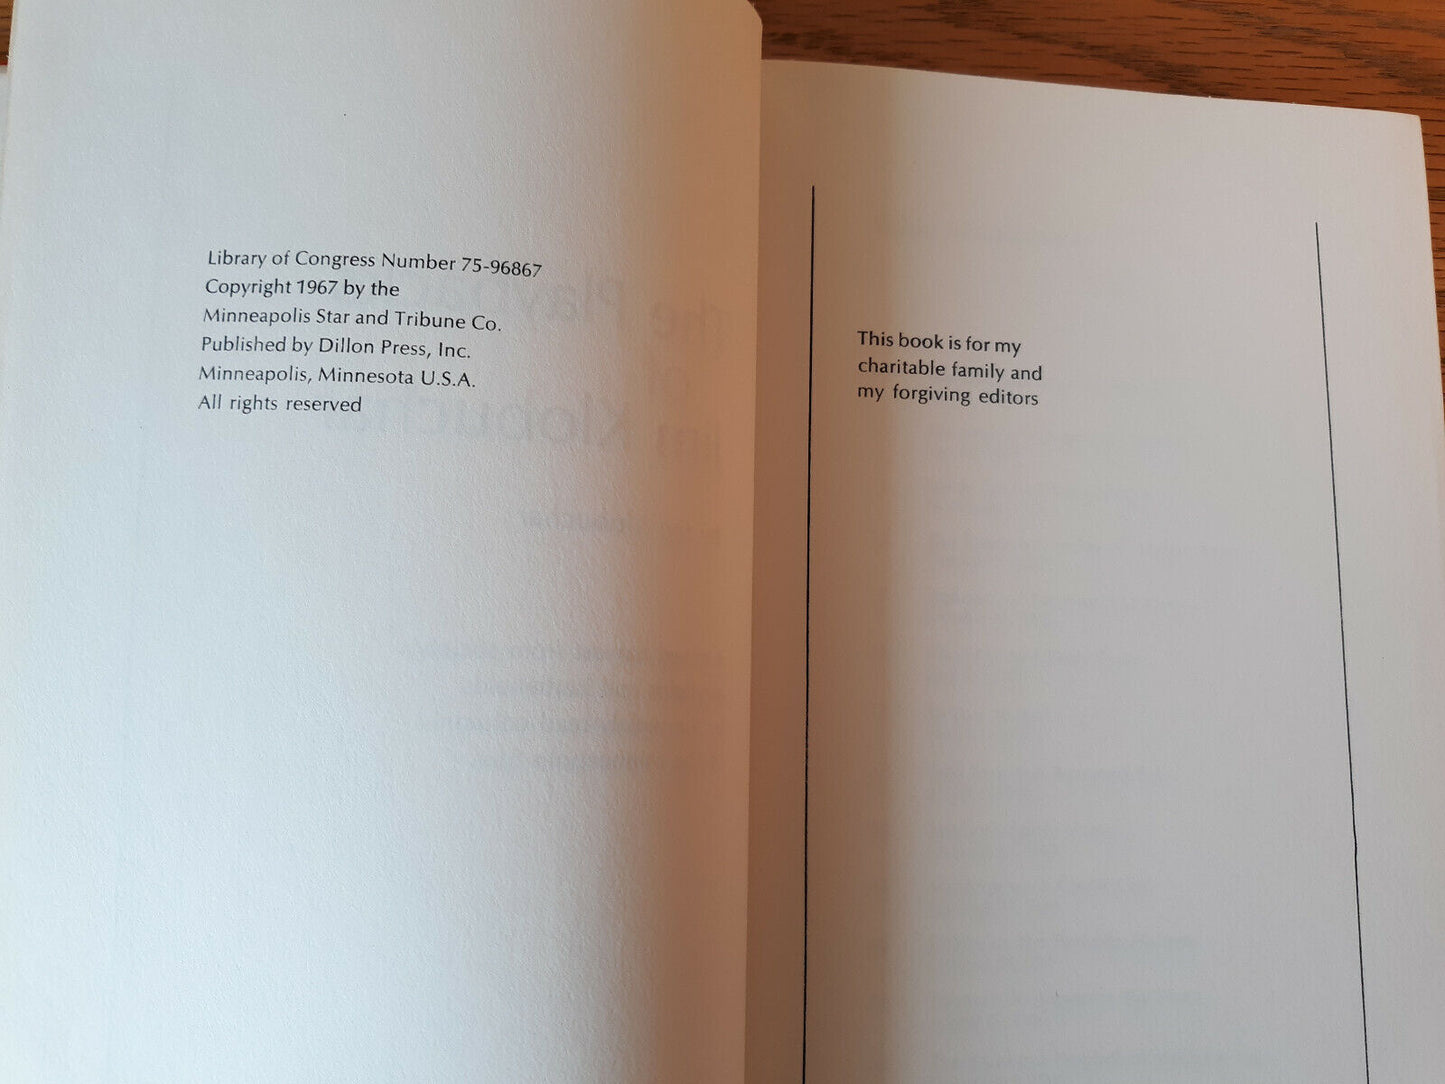 Library of Congress Number 75-96867
Copyright 1967 by the
Minneapolis Star and Tribune Co.
Published by Dillon Press, Inc.
Minneapolis, Minnesota U.S.A.
All rights reserved
This book is for my
charitable family and
my forgiving editors